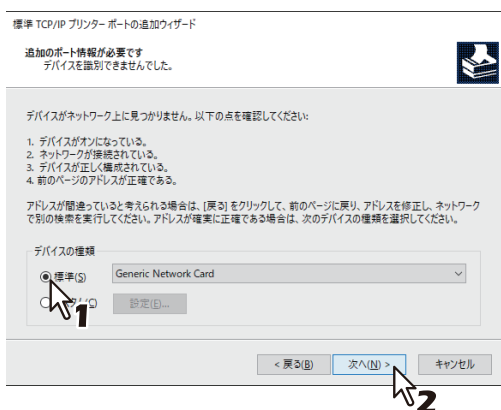 標準 TCP/IP プリンター ポートの追加ウィザード
追加のポート情報が必要です
デバイスを識別できませんでした。
デバイスがネットワーク上に見つかりません。以下の点を確認してください:
1. デバイスがオンになっている。
2. ネットワークが接続されている。
3. デバイスが正しく構成されている。
4. 前のページのアドレスが正確である。
アドレスが間違っていると考えられる場合は、[戻る] をクリックして、前のページに戻り、アドレスを修正し、ネットワーク
で別の検索を実行してください。アドレスが確実に正確である場合は、次のデバイスの種類を選択してください。
デバイスの種類
標準(S) Generic Network Card
(C) 設定(E)...
1
< 戻る(B) 次へ(N) > キャンセル
2